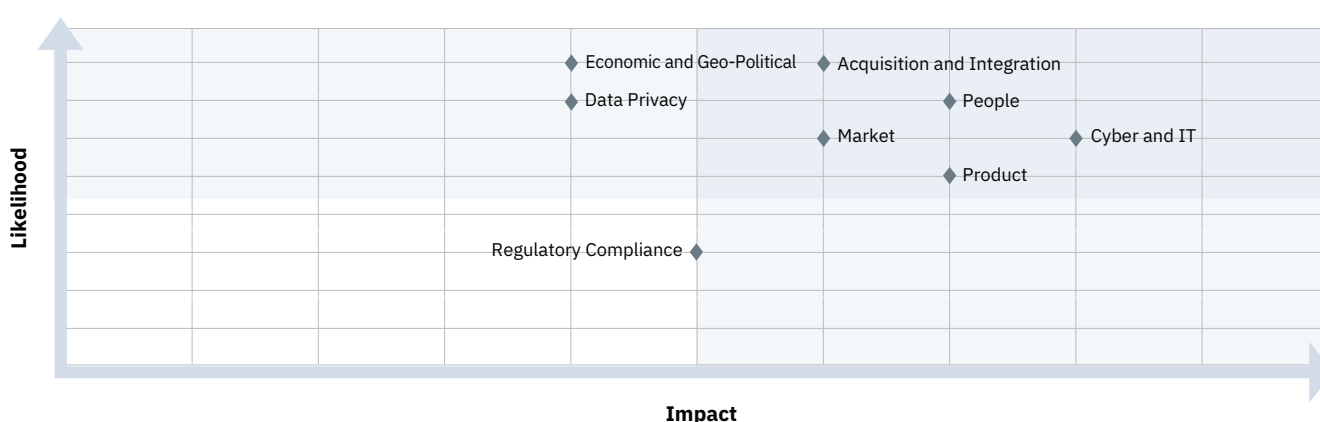 Economic and Geo-Political
Acquisition and Integration
Data Privacy
People
Market
Cyber and IT
Product
Regulatory Compliance
Likelihood
Impact